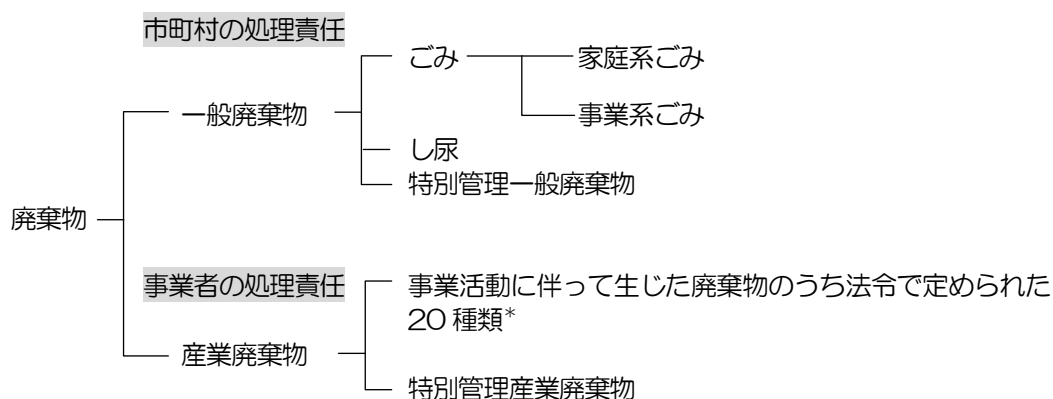 市町村の処理責任
ごみ
家庭系ごみ
一般廃棄物
事業系ごみ
し尿
特別管理一般廃棄物
廃棄物
事業者の処理責任
事業活動に伴って生じた廃棄物のうち法令で定められた
20 種類*
産業廃棄物
特別管理産業廃棄物